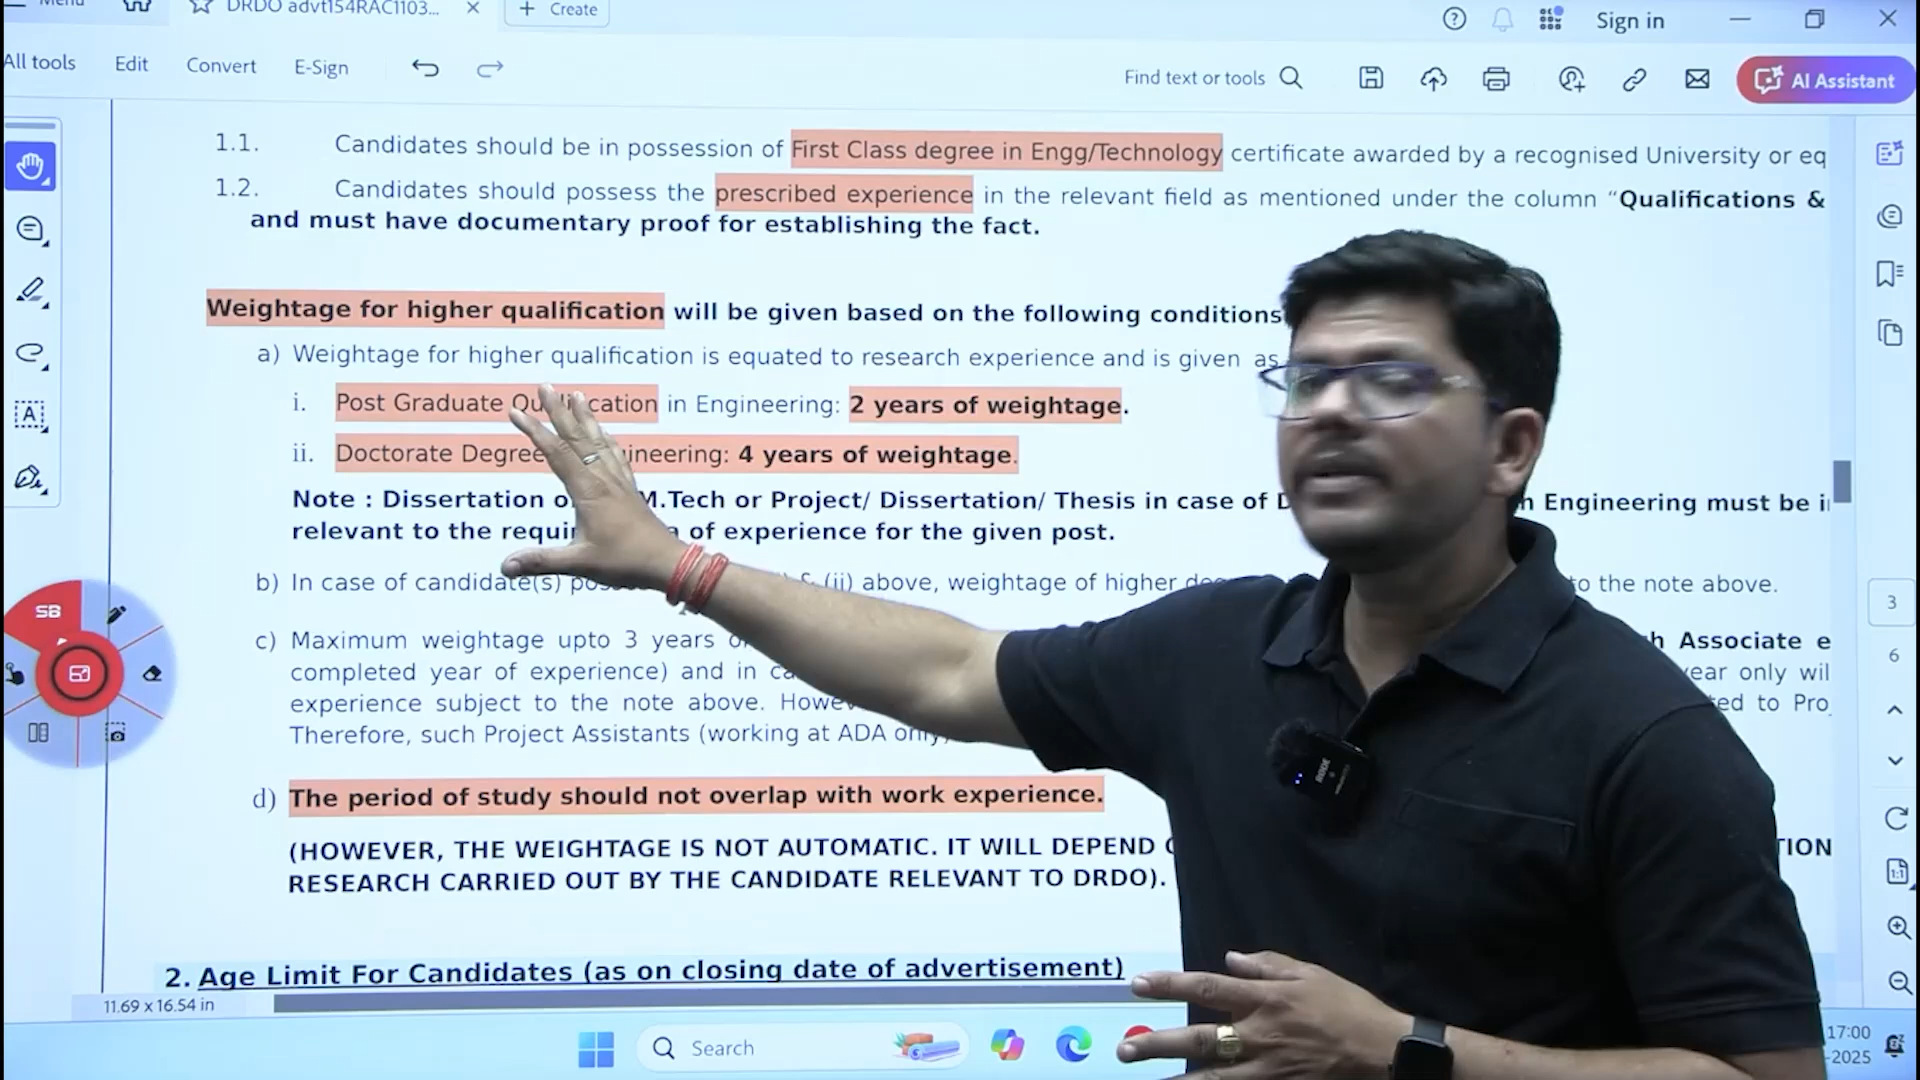 Menu
DRDO advt154RAC1103...
Create
Sign in
All tools
Edit
Convert
E-Sign
Find text or tools
AI Assistant
1.1. Candidates should be in possession of First Class degree in Engg/Technology certificate awarded by a recognised University or eq
1.2. Candidates should possess the prescribed experience in the relevant field as mentioned under the column “Qualifications &
and must have documentary proof for establishing the fact.
Weightage for higher qualification will be given based on the following conditions
a) Weightage for higher qualification is equated to research experience and is given as
i. Post Graduate in Engineering: 2 years of weightage.
ii. Doctorate Degree 4 years of weightage.
Note : Dissertation M.Tech or Project/ Dissertation/ Thesis in case of Engineering must be
relevant to the of experience for the given post.
b) In case of candidate(s) (ii) above, weightage of higher to the note above.
c) Maximum weightage upto 3 years Associate
completed year of experience) and in year only
experience subject to the note above. to
Therefore, such Project Assistants (working at ADA only)
d) The period of study should not overlap with work experience.
(HOWEVER, THE WEIGHTAGE IS NOT AUTOMATIC. IT WILL DEPEND
RESEARCH CARRIED OUT BY THE CANDIDATE RELEVANT TO DRDO).
2. Age Limit For Candidates (as on closing date of advertisement)
11.69 x 16.54 in
SB
3
6
1:1
RODE
Search
17:00
-2025